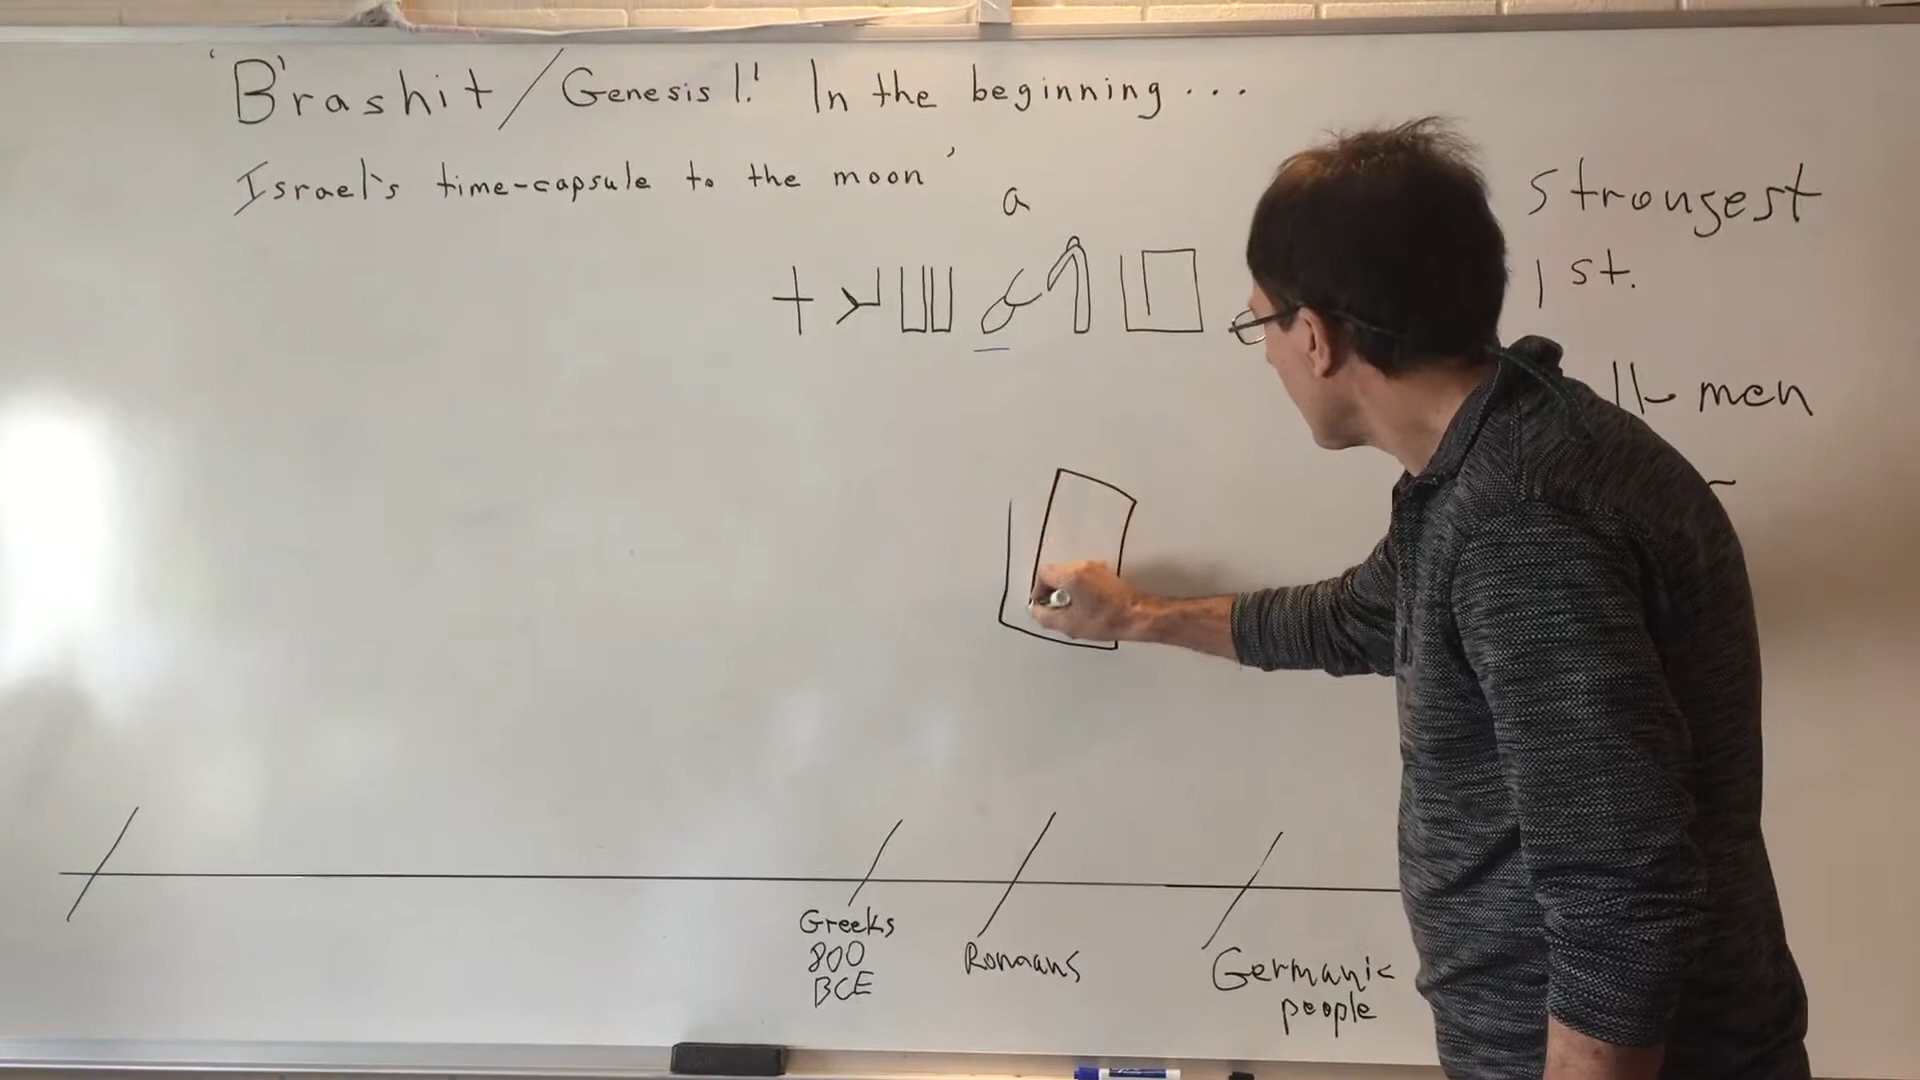 'B'rashit/Genesis 1:1 In the beginning...
Israel's time-capsule to the moon'
a
strongest
1st.
men
Greeks
800
BCE
Romans
Germanic
people